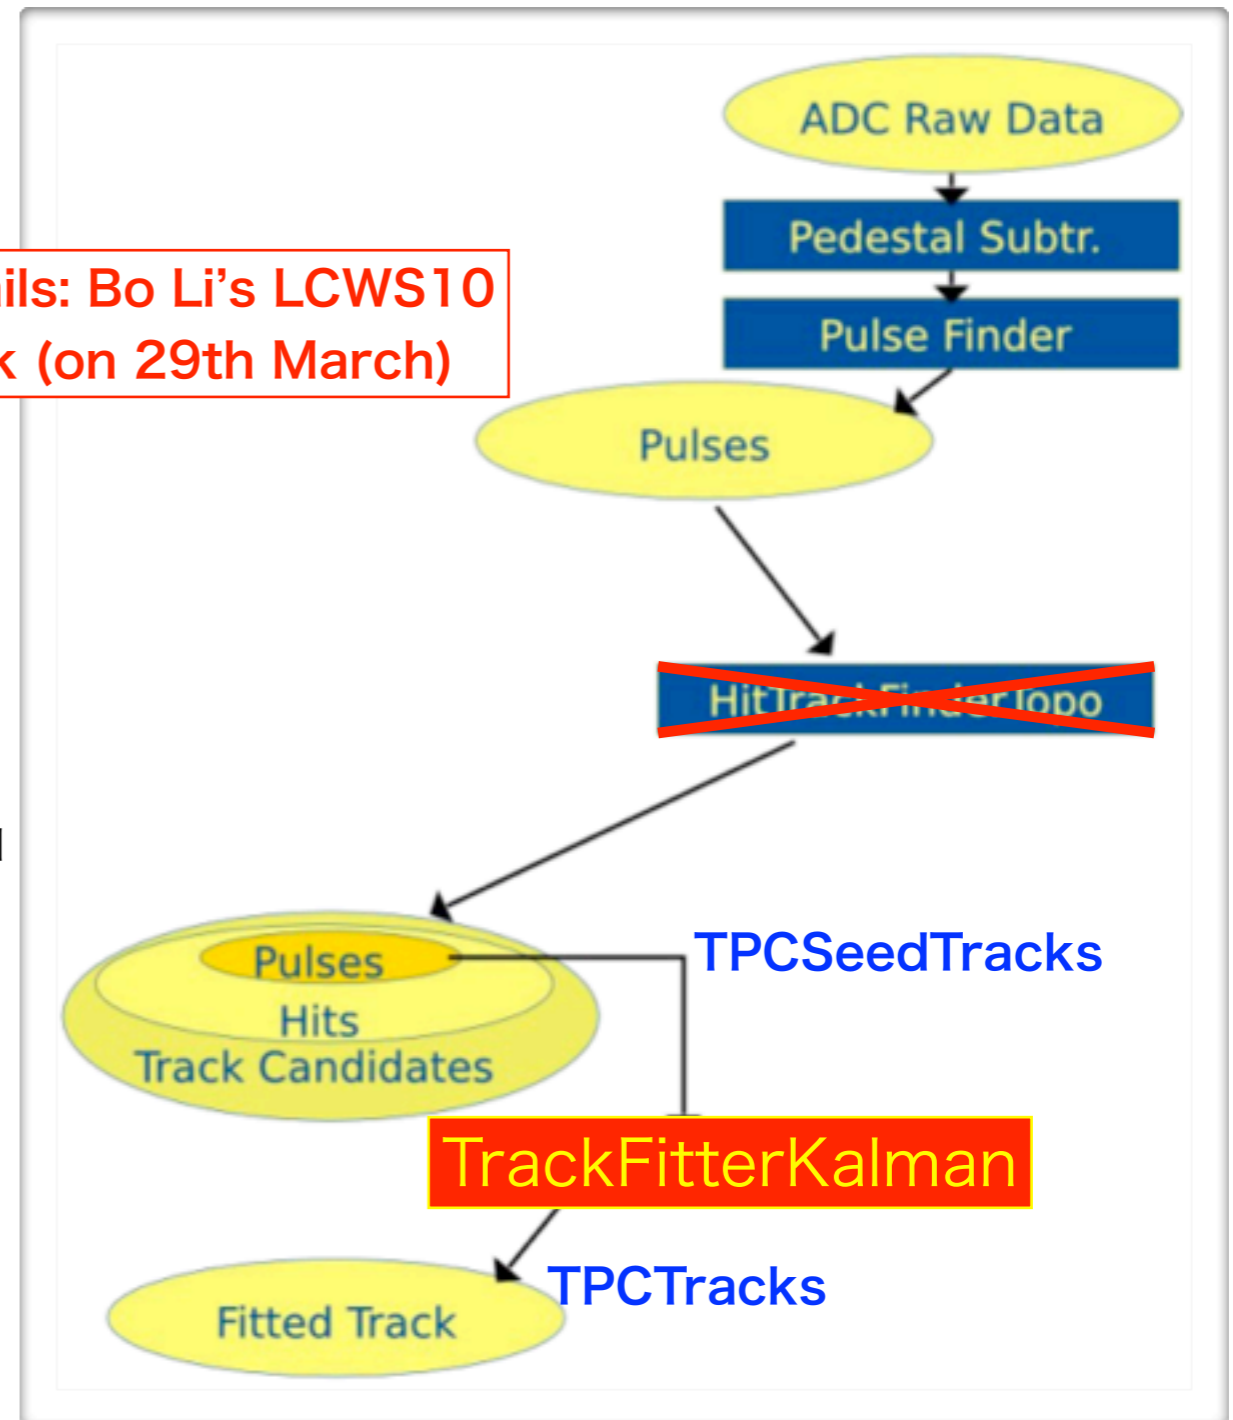 ADC Raw Data
Pedestal Subtr.
ils: Bo Li’s LCWS10
k (on 29th March)
Pulse Finder
Pulses
HitTrackFinderTopo
TPCSeedTracks
Pulses
Hits
Track Candidates
TrackFitterKalman
TPCTracks
Fitted Track